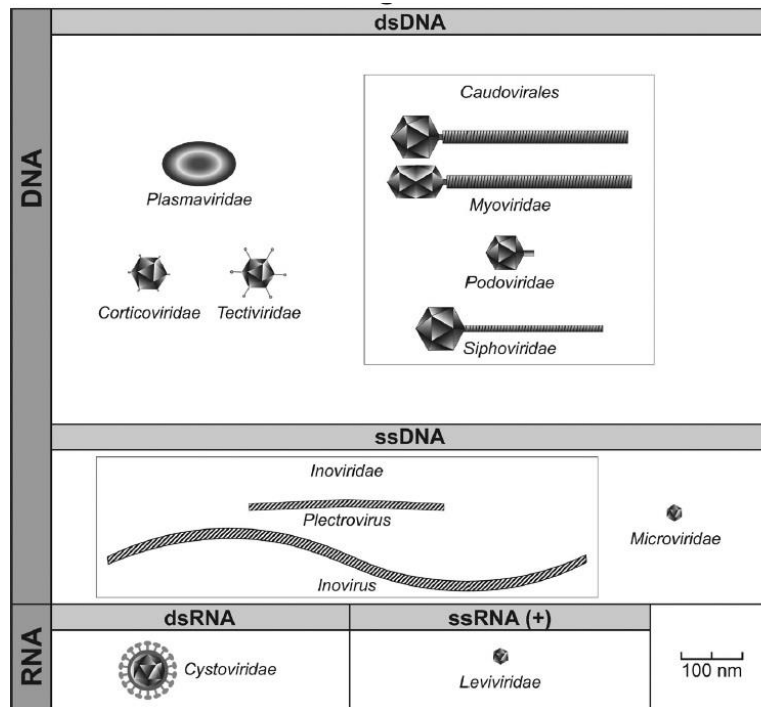 DNA
dsDNA
Caudovirales
Myoviridae
Podoviridae
Siphoviridae
Plasmaviridae
Corticoviridae
Tectiviridae
ssDNA
Inoviridae
Plectrovirus
Inovirus
Microviridae
RNA
dsRNA
Cystoviridae
ssRNA (+)
Leviviridae
100 nm